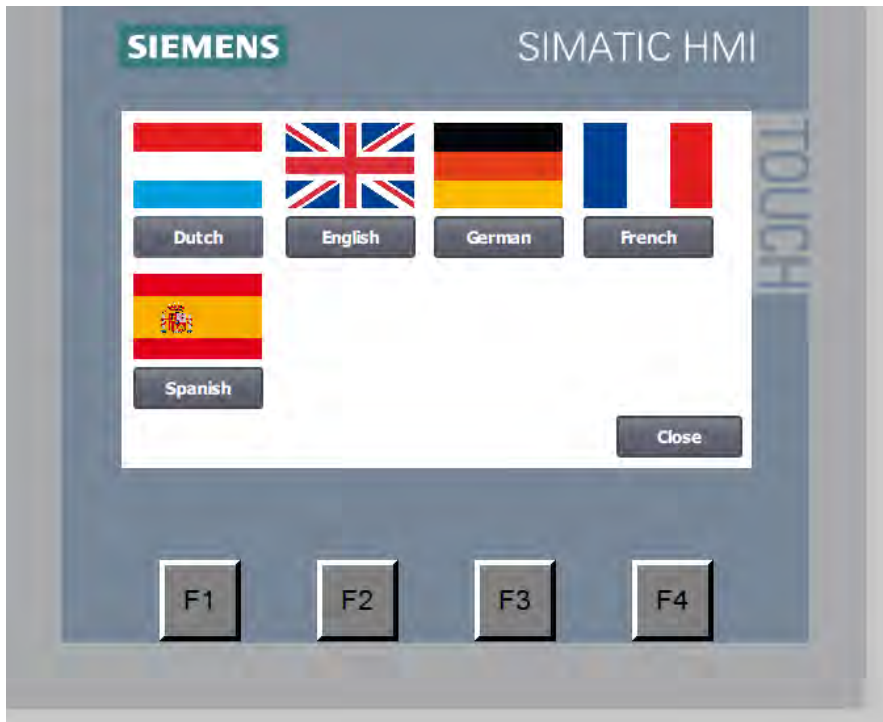 SIEMENS
SIMATIC HMI
TOUCH
Dutch
English
German
French
Spanish
Close
F1
F2
F3
F4